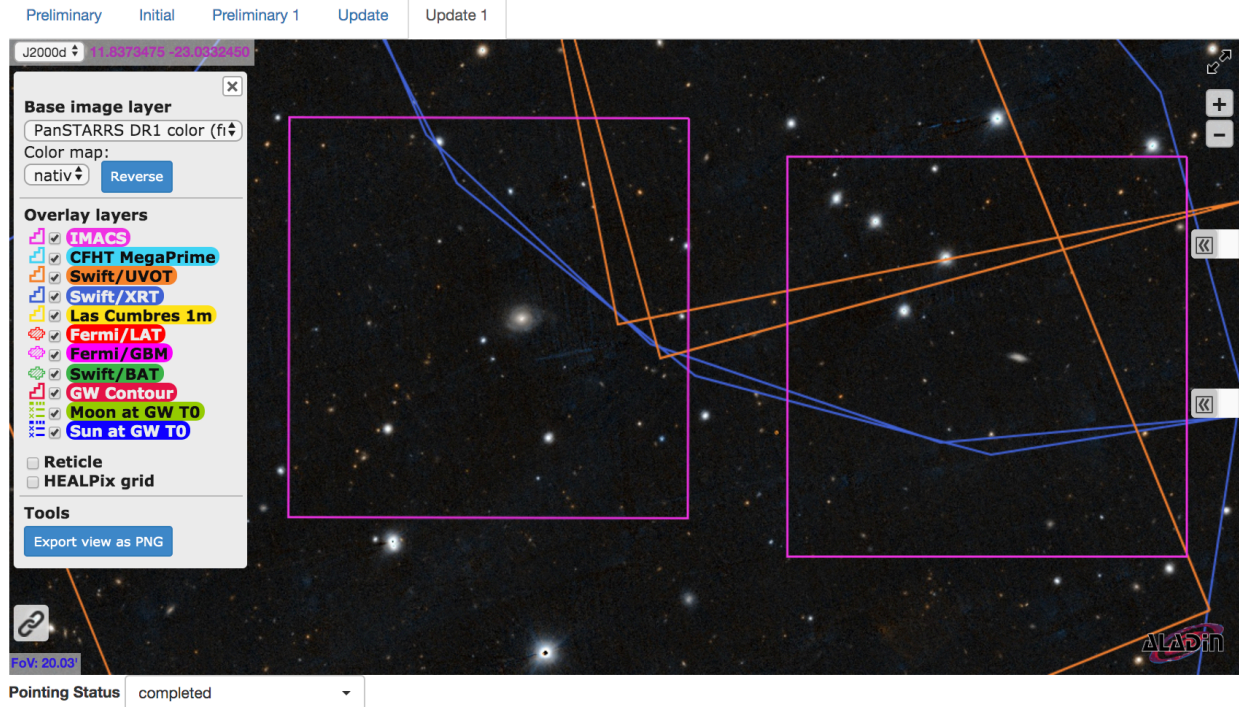 Preliminary Initial Preliminary 1 Update Update 1
J2000d 11.8373475 -23.0332450
Base image layer
PanSTARRS DR1 color (fr
Color map:
nativ Reverse
Overlay layers
IMACS
CFHT MegaPrime
Swift/UVOT
Swift/XRT
Las Cumbres 1m
Fermi/LAT
Fermi/GBM
Swift/BAT
GW Contour
Moon at GW T0
Sun at GW T0
Reticle
HEALPix grid
Tools
Export view as PNG
ALADiN
FoV: 20.03'
Pointing Status completed